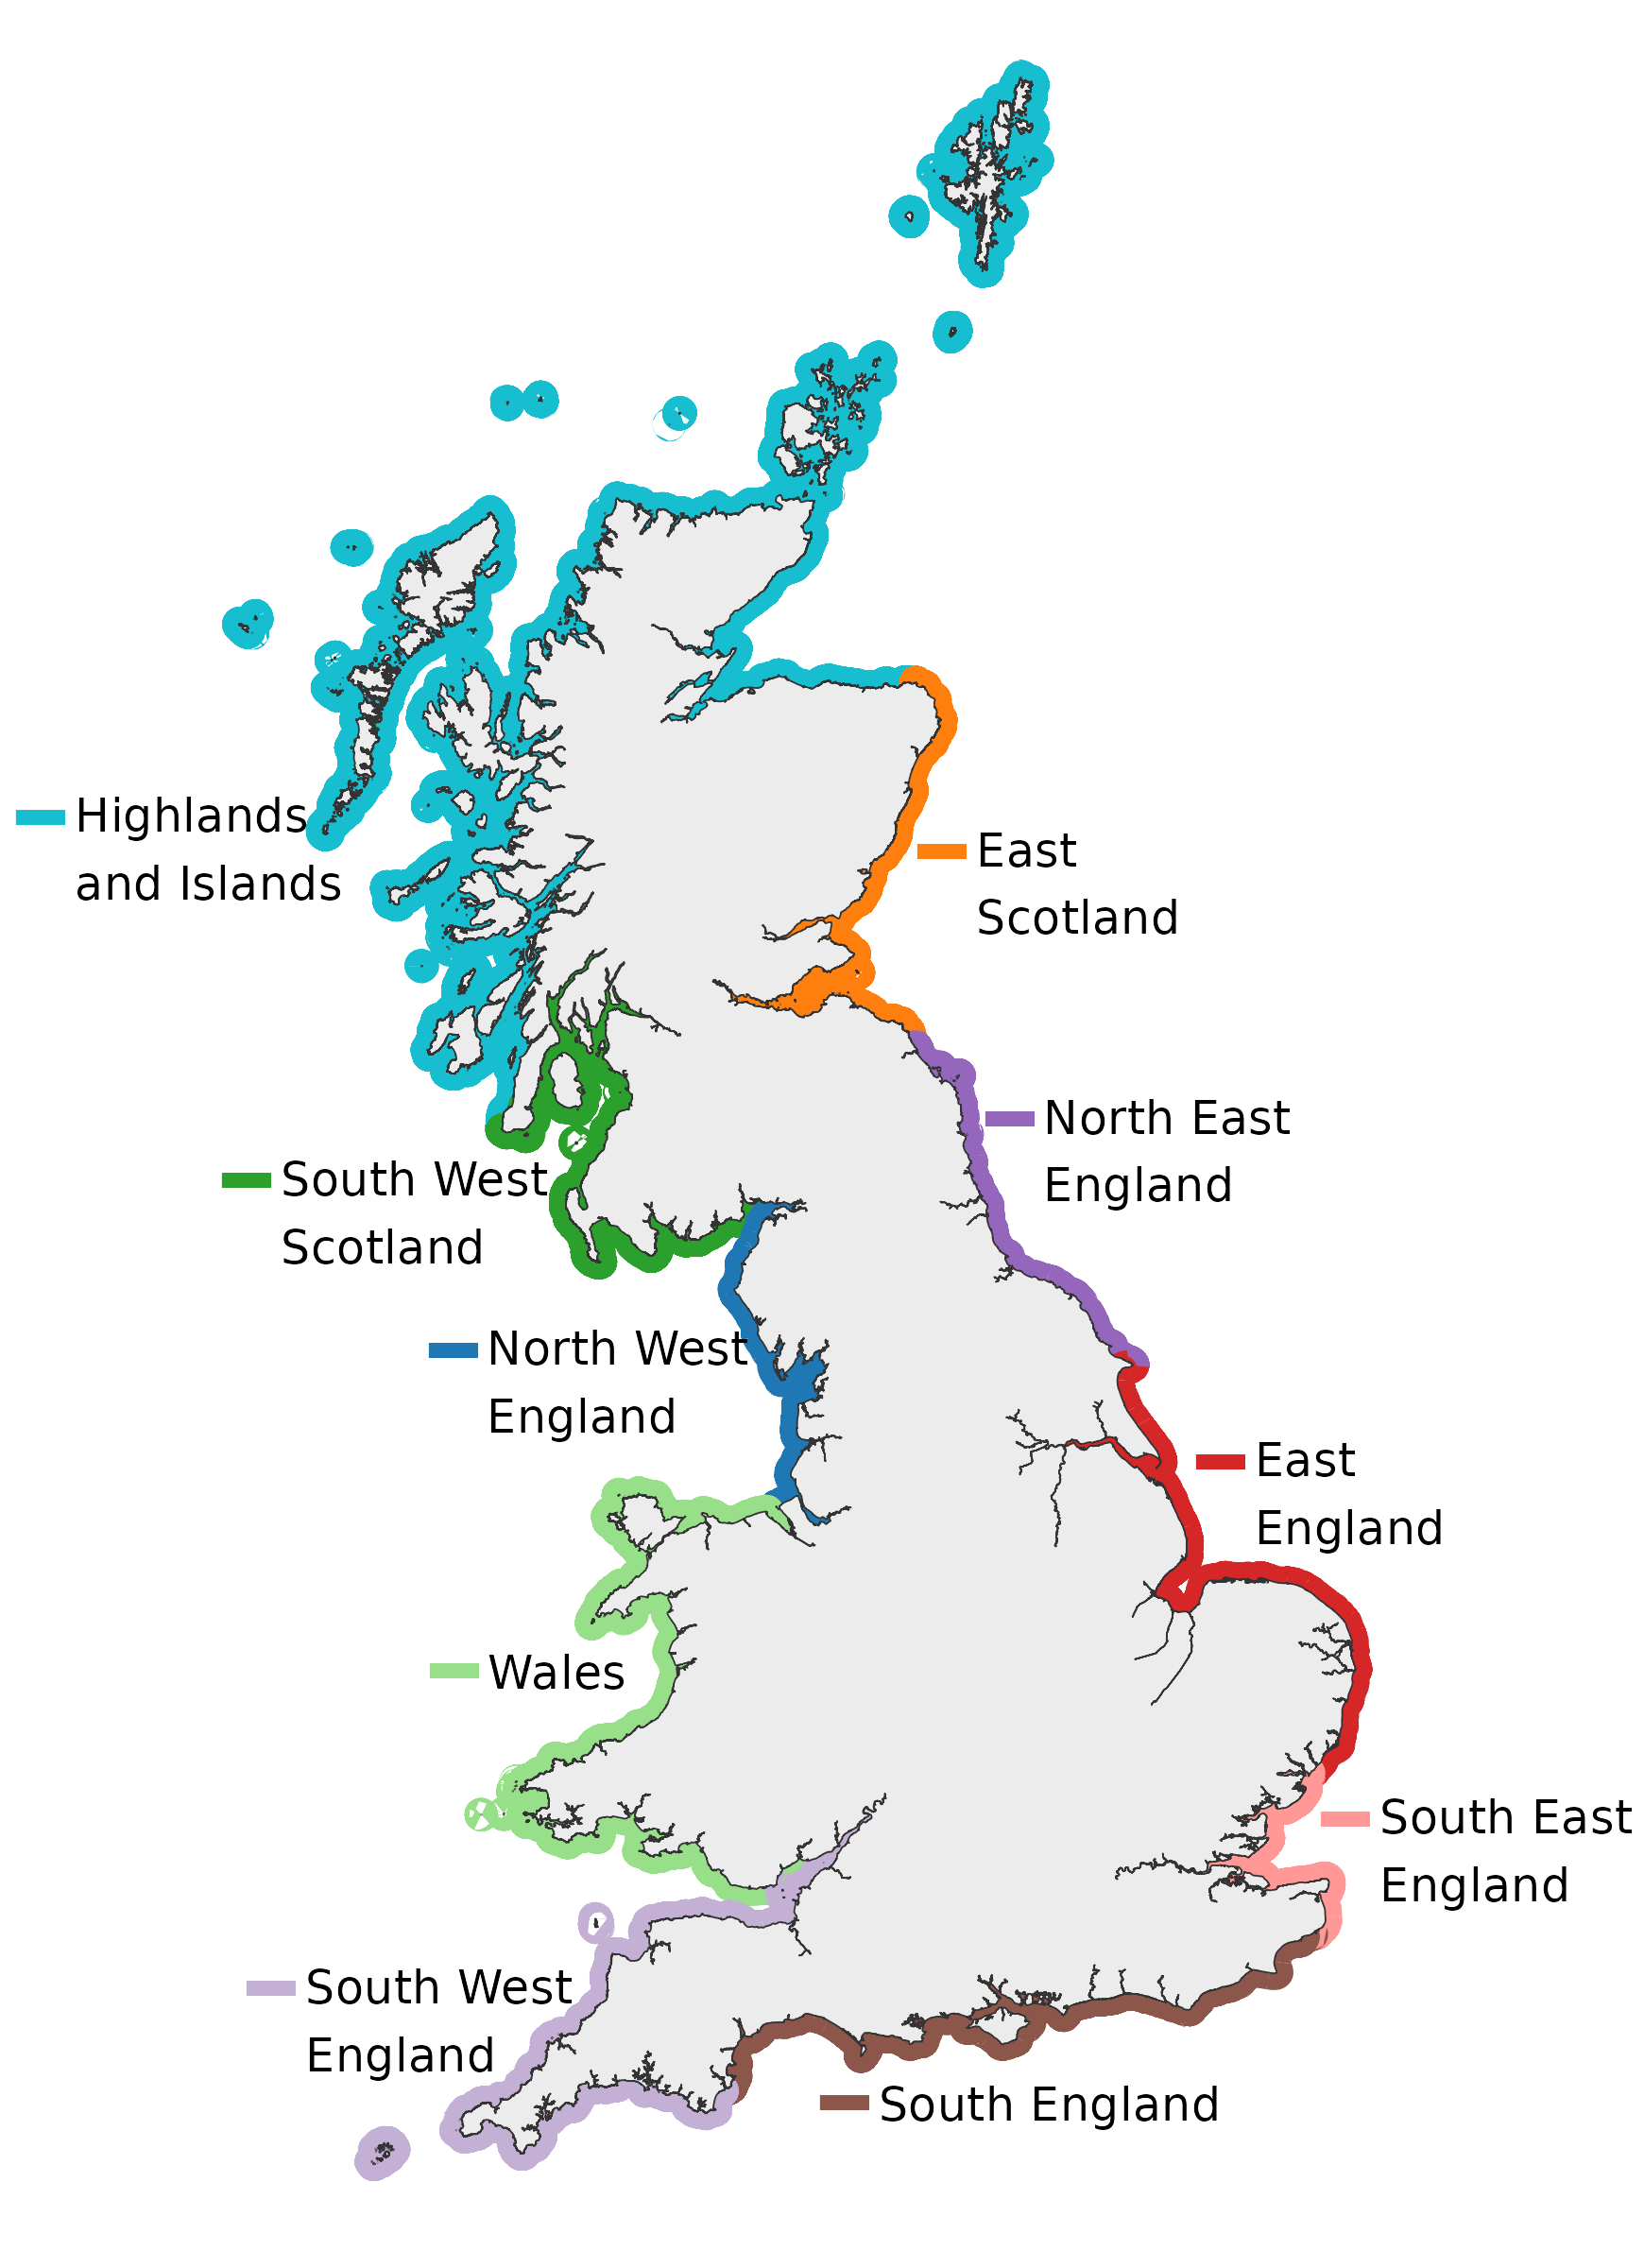 Highlands
and Islands
East
Scotland
North East
England
South West
Scotland
North West
England
East
England
Wales
South East
England
South West
England
South England